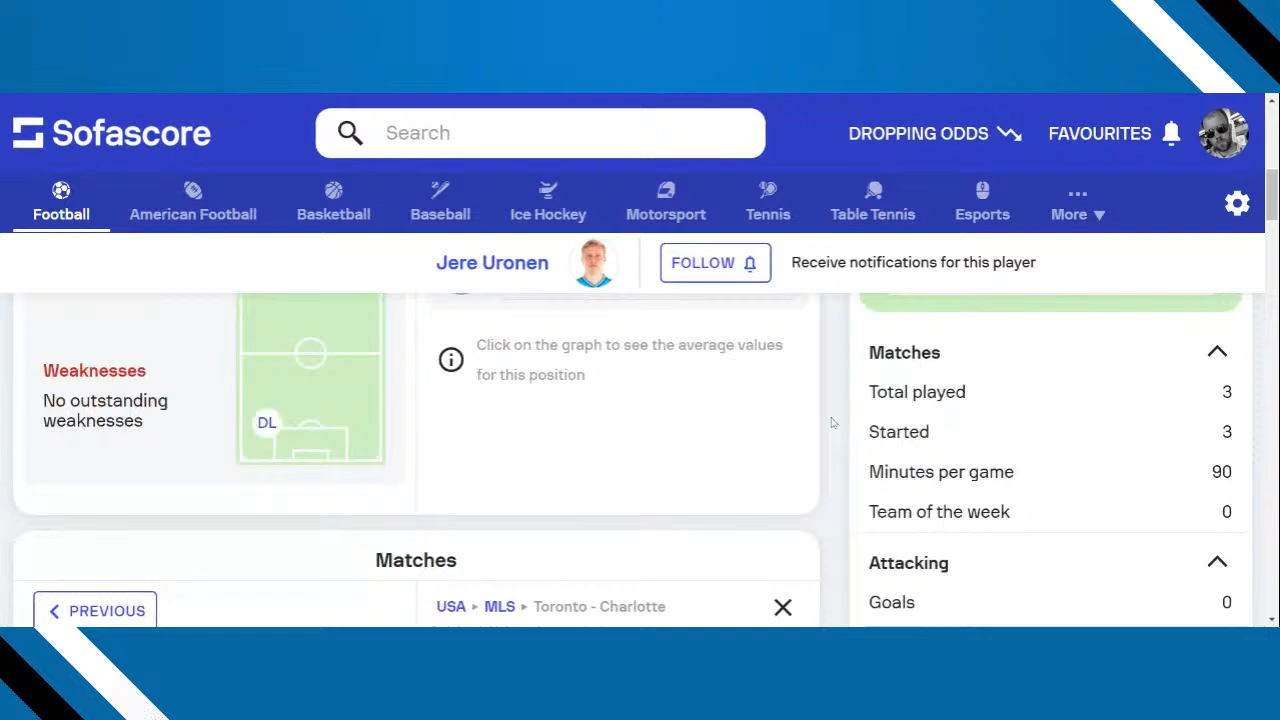 Sofascore
Search
DROPPING ODDS
FAVOURITES
Football
American Football
Basketball
Baseball
Ice Hockey
Motorsport
Tennis
Table Tennis
Esports
More
Jere Uronen
FOLLOW
Receive notifications for this player
Weaknesses
No outstanding
weaknesses
DL
Click on the graph to see the average values
for this position
Matches
PREVIOUS
USA MLS Toronto - Charlotte
Matches
Total played 3
Started 3
Minutes per game 90
Team of the week 0
Attacking
Goals 0